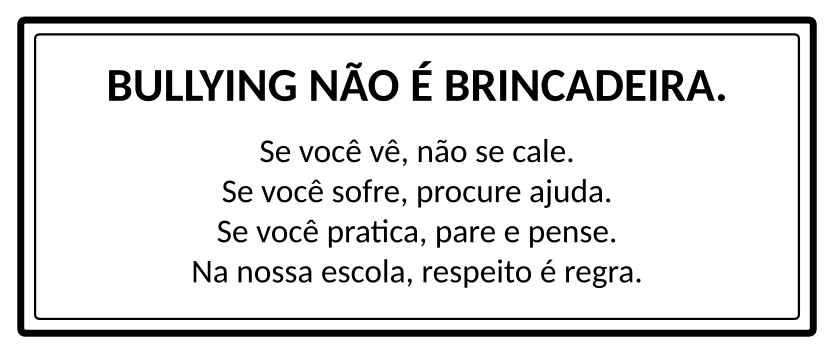 BULLYING NÃO É BRINCADEIRA.
Se você vê, não se cale.
Se você sofre, procure ajuda.
Se você pratica, pare e pense.
Na nossa escola, respeito é regra.